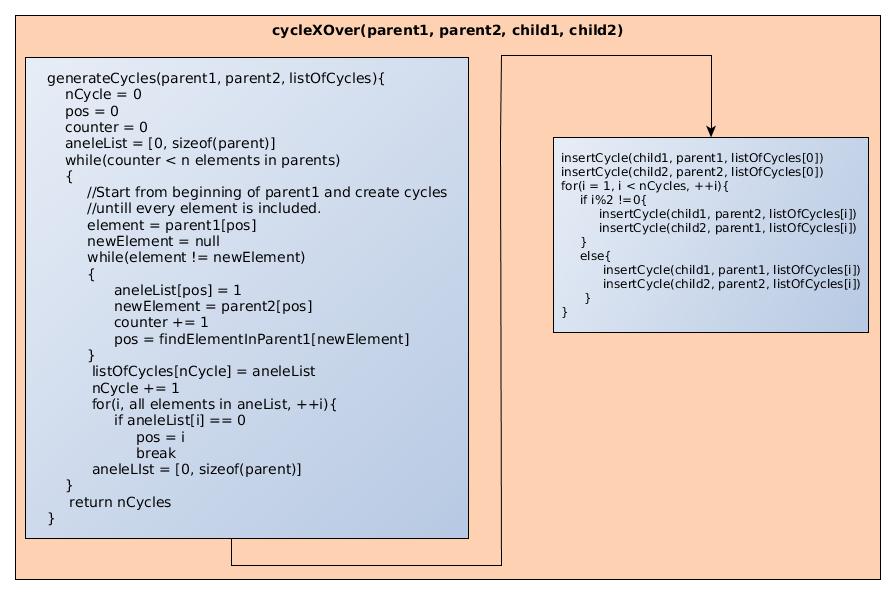 cycleXOver(parent1, parent2, child1, child2)
generateCycles(parent1, parent2, listOfCycles){
nCycle = 0
pos = 0
counter = 0
aneleList = [0, sizeof(parent)]
while(counter < n elements in parents)
{
//Start from beginning of parent1 and create cycles
//untill every element is included.
element = parent1[pos]
newElement = null
while(element != newElement)
{
aneleList[pos] = 1
newElement = parent2[pos]
counter += 1
pos = findElementInParent1[newElement]
}
listOfCycles[nCycle] = aneleList
nCycle += 1
for(i, all elements in aneList, ++i){
if aneleList[i] == 0
pos = i
break
aneleLIst = [0, sizeof(parent)]
}
return nCycles
}
insertCycle(child1, parent1, listOfCycles[0])
insertCycle(child2, parent2, listOfCycles[0])
for(i = 1, i < nCycles, ++i){
if i%2 !=0{
insertCycle(child1, parent2, listOfCycles[i])
insertCycle(child2, parent1, listOfCycles[i])
}
else{
insertCycle(child1, parent1, listOfCycles[i])
insertCycle(child2, parent2, listOfCycles[i])
}
}